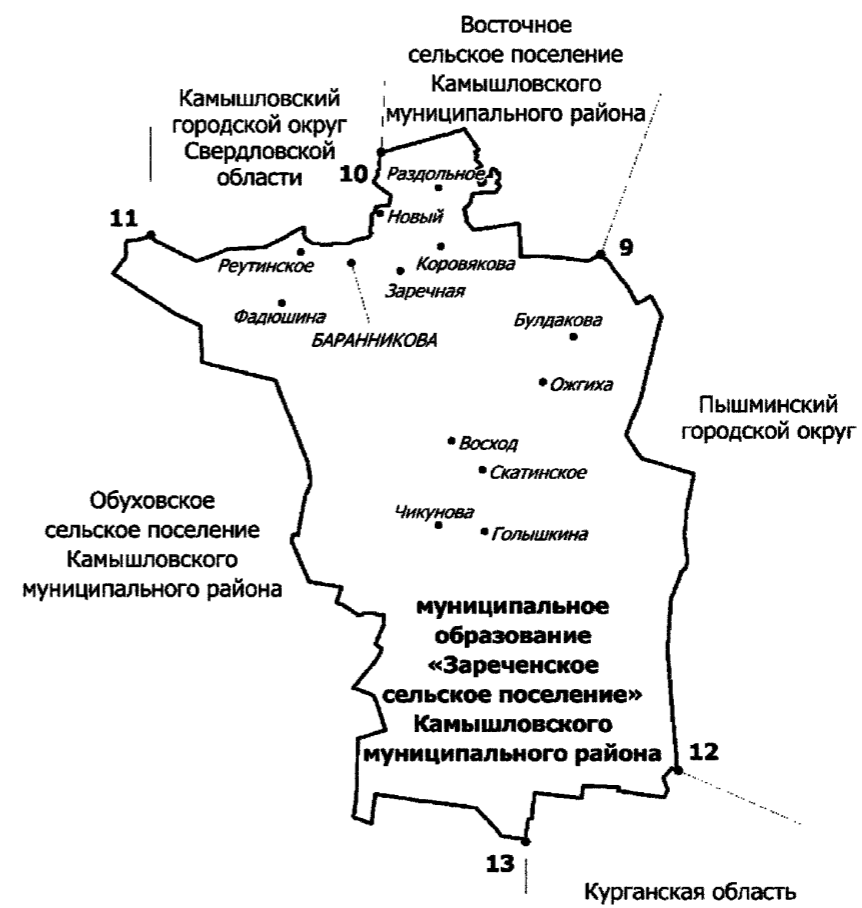 Восточное
сельское поселение
Камышловского
муниципального района
Камышловский
городской округ
Свердловской
области
10
Раздольное
11
Новый
9
Реутинское
Коровякова
Заречная
Фадюшина
БАРАННИКОВА
Булдакова
Ожгиха
Пышминский
городской округ
Восход
Скатинское
Обуховское
сельское поселение
Камышловского
муниципального района
Чикунова
Голышкина
муниципальное
образование
«Зареченское
сельское поселение»
Камышловского
муниципального района
12
13
Курганская область